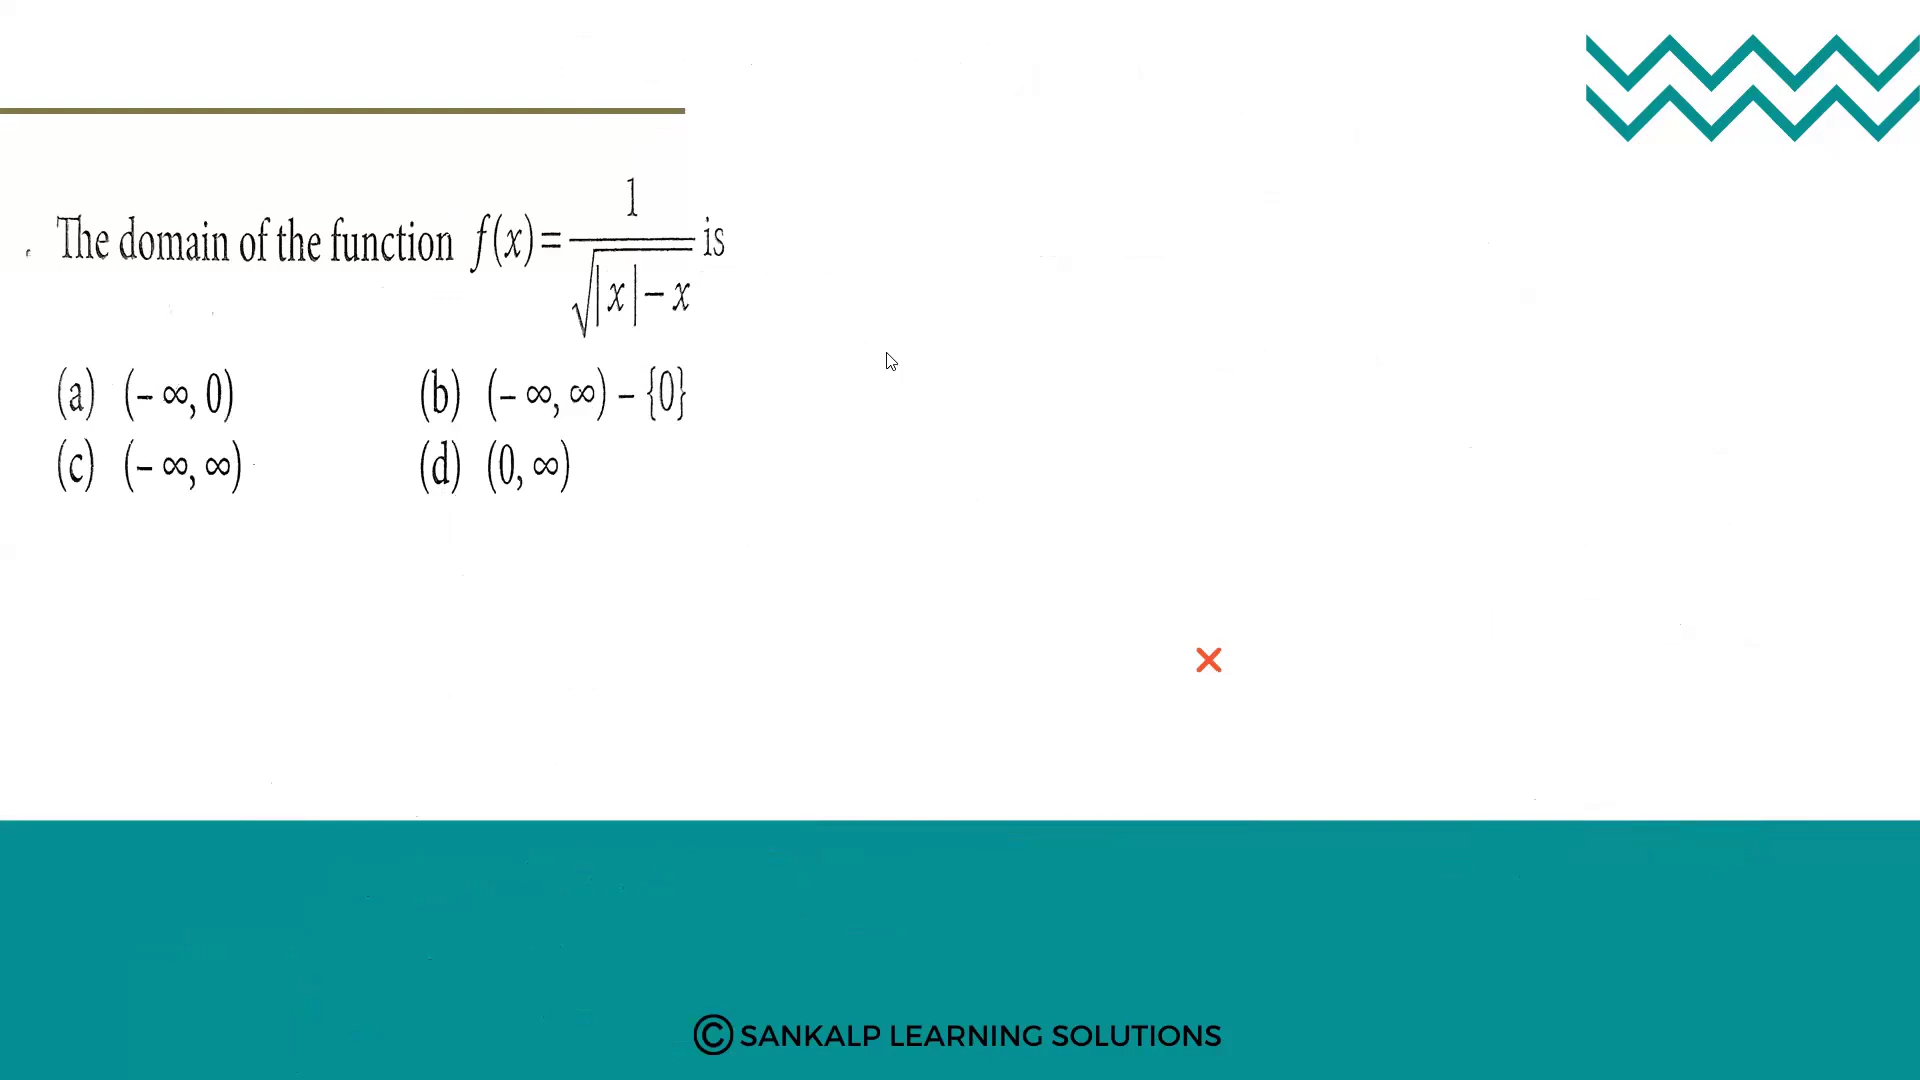 The domain of the function f(x) = 1/√(|x| – x) is
(a) (– ∞, 0) (b) (– ∞, ∞) – {0}
(c) (– ∞, ∞) (d) (0, ∞)
© SANKALP LEARNING SOLUTIONS